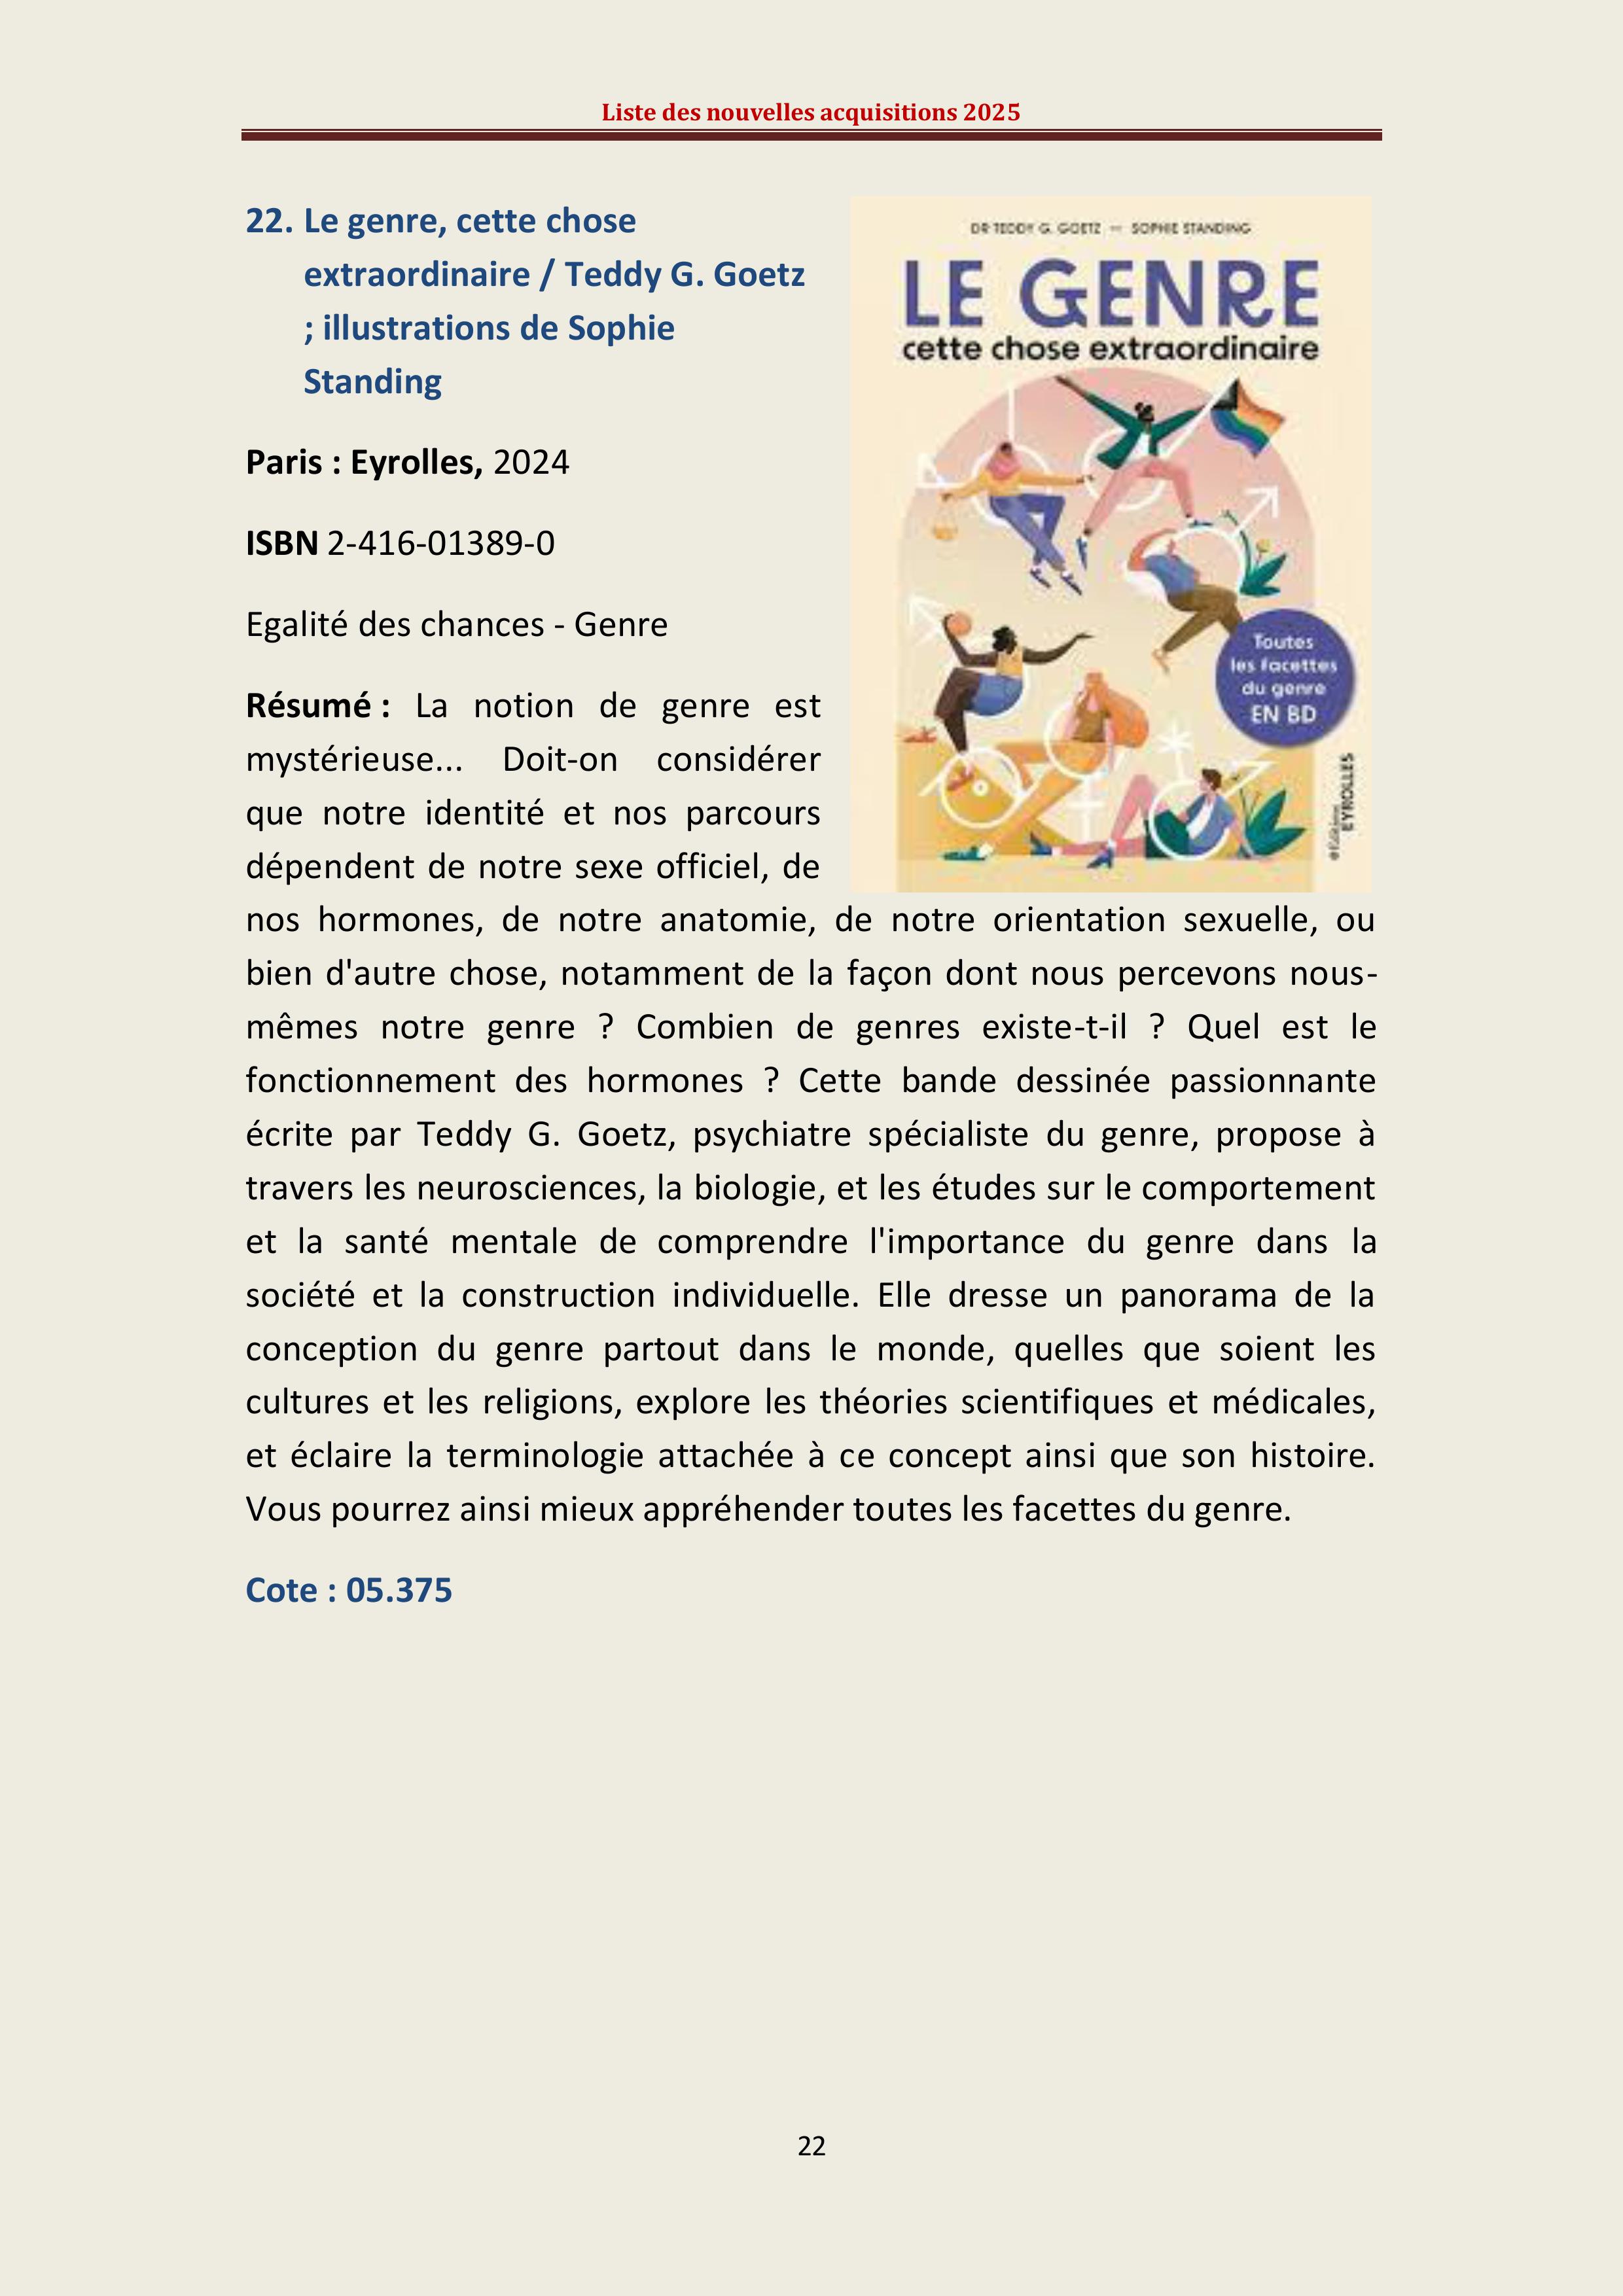 Liste des nouvelles acquisitions 2025
22. Le genre, cette chose
extraordinaire / Teddy G. Goetz
; illustrations de Sophie
Standing
Paris : Eyrolles, 2024
ISBN 2-416-01389-0
Egalité des chances - Genre
Résumé : La notion de genre est
mystérieuse... Doit-on considérer
que notre identité et nos parcours
dépendent de notre sexe officiel, de
DR TEDDY G. GOETZ — SOPHIE STANDING
LE GENRE
cette chose extraordinaire
Toutes
les facettes
du genre
EN BD
Éditions
EYROLLES
nos hormones, de notre anatomie, de notre orientation sexuelle, ou
bien d'autre chose, notamment de la façon dont nous percevons nous-
mêmes notre genre ? Combien de genres existe-t-il ? Quel est le
fonctionnement des hormones ? Cette bande dessinée passionnante
écrite par Teddy G. Goetz, psychiatre spécialiste du genre, propose à
travers les neurosciences, la biologie, et les études sur le comportement
et la santé mentale de comprendre l'importance du genre dans la
société et la construction individuelle. Elle dresse un panorama de la
conception du genre partout dans le monde, quelles que soient les
cultures et les religions, explore les théories scientifiques et médicales,
et éclaire la terminologie attachée à ce concept ainsi que son histoire.
Vous pourrez ainsi mieux appréhender toutes les facettes du genre.
Cote : 05.375
22